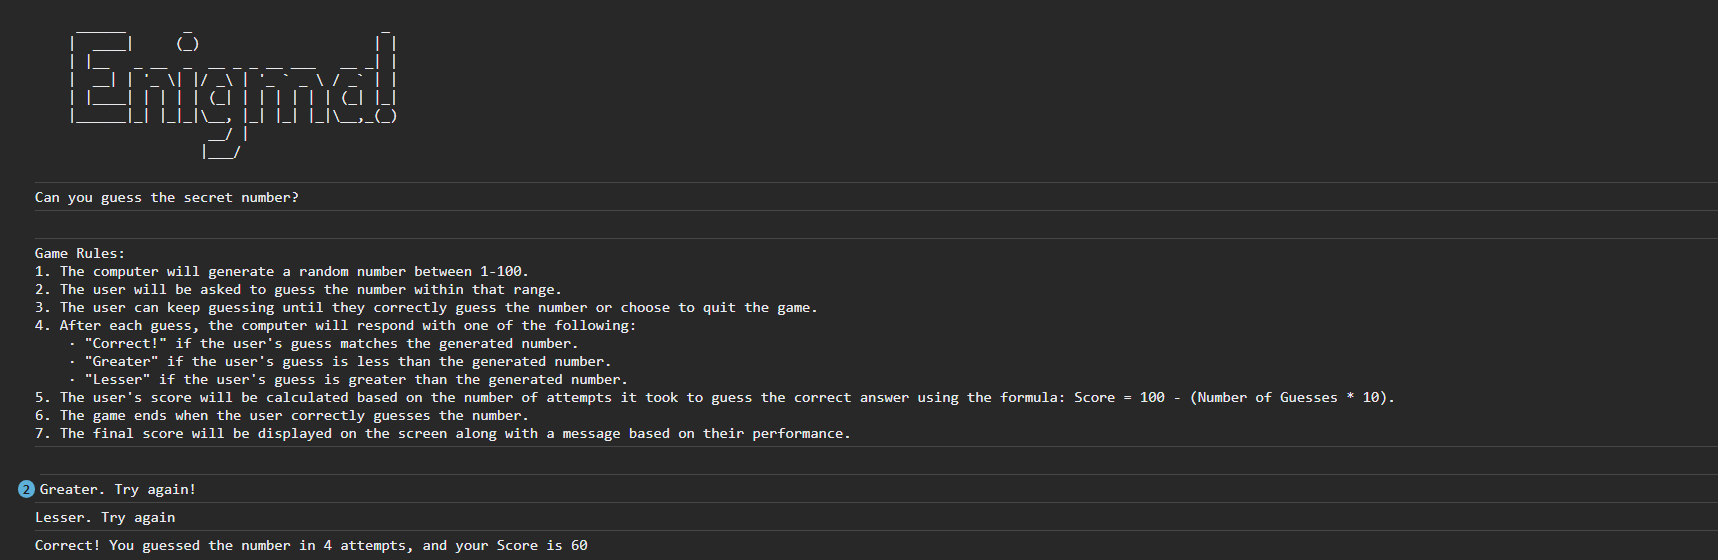 Enigma!
Can you guess the secret number?
Game Rules:
1. The computer will generate a random number between 1-100.
2. The user will be asked to guess the number within that range.
3. The user can keep guessing until they correctly guess the number or choose to quit the game.
4. After each guess, the computer will respond with one of the following:
· "Correct!" if the user's guess matches the generated number.
· "Greater" if the user's guess is less than the generated number.
· "Lesser" if the user's guess is greater than the generated number.
5. The user's score will be calculated based on the number of attempts it took to guess the correct answer using the formula: Score = 100 - (Number of Guesses * 10).
6. The game ends when the user correctly guesses the number.
7. The final score will be displayed on the screen along with a message based on their performance.
2 Greater. Try again!
Lesser. Try again
Correct! You guessed the number in 4 attempts, and your Score is 60